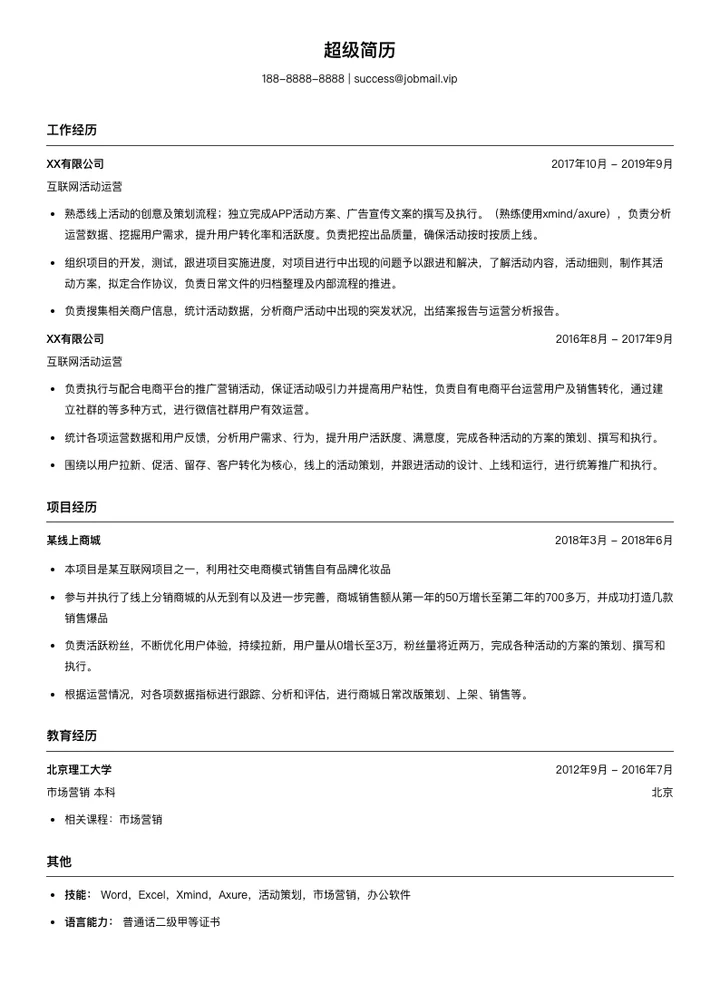 超级简历
188-8888-8888 | success@jobmail.vip
工作经历
XX有限公司 2017年10月 – 2019年9月
互联网活动运营
• 熟悉线上活动的创意及策划流程；独立完成APP活动方案、广告宣传文案的撰写及执行。（熟练使用xmind/axure），负责分析
运营数据、挖掘用户需求，提升用户转化率和活跃度。负责把控出品质量，确保活动按时按质上线。
• 组织项目的开发，测试，跟进项目实施进度，对项目进行中出现的问题予以跟进和解决，了解活动内容，活动细则，制作其活
动方案，拟定合作协议，负责日常文件的归档整理及内部流程的推进。
• 负责搜集相关商户信息，统计活动数据，分析商户活动中出现的突发状况，出结案报告与运营分析报告。
XX有限公司 2016年8月 – 2017年9月
互联网活动运营
• 负责执行与配合电商平台的推广营销活动，保证活动吸引力并提高用户粘性，负责自有电商平台运营用户及销售转化，通过建
立社群的等多种方式，进行微信社群用户有效运营。
• 统计各项运营数据和用户反馈，分析用户需求、行为，提升用户活跃度、满意度，完成各种活动的方案的策划、撰写和执行。
• 围绕以用户拉新、促活、留存、客户转化为核心，线上的活动策划，并跟进活动的设计、上线和运行，进行统筹推广和执行。
项目经历
某线上商城 2018年3月 – 2018年6月
• 本项目是某互联网项目之一，利用社交电商模式销售自有品牌化妆品
• 参与并执行了线上分销商城的从无到有以及进一步完善，商城销售额从第一年的50万增长至第二年的700多万，并成功打造几款
销售爆品
• 负责活跃粉丝，不断优化用户体验，持续拉新，用户量从0增长至3万，粉丝量将近两万，完成各种活动的方案的策划、撰写和
执行。
• 根据运营情况，对各项数据指标进行跟踪、分析和评估，进行商城日常改版策划、上架、销售等。
教育经历
北京理工大学 2012年9月 – 2016年7月
市场营销 本科 北京
• 相关课程：市场营销
其他
• 技能： Word，Excel，Xmind，Axure，活动策划，市场营销，办公软件
• 语言能力： 普通话二级甲等证书